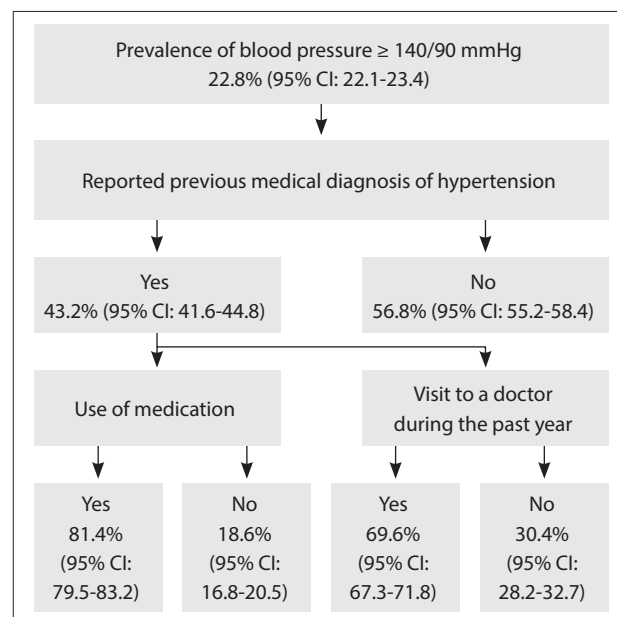 Prevalence of blood pressure ≥ 140/90 mmHg
22.8% (95% CI: 22.1-23.4)
Reported previous medical diagnosis of hypertension
Yes
43.2% (95% CI: 41.6-44.8)
No
56.8% (95% CI: 55.2-58.4)
Use of medication
Visit to a doctor
during the past year
Yes
81.4%
(95% CI:
79.5-83.2)
No
18.6%
(95% CI:
16.8-20.5)
Yes
69.6%
(95% CI:
67.3-71.8)
No
30.4%
(95% CI:
28.2-32.7)